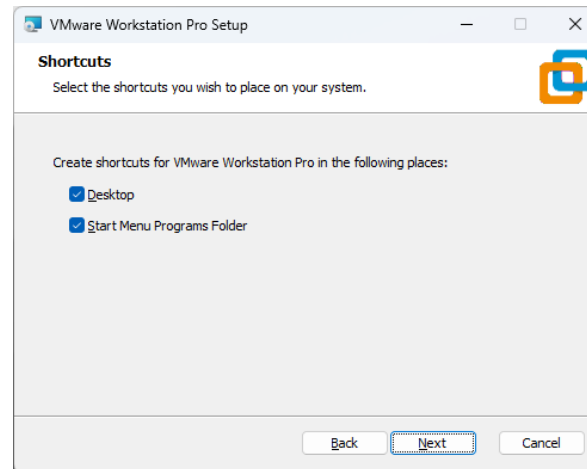 VMware Workstation Pro Setup
Shortcuts
Select the shortcuts you wish to place on your system.
Create shortcuts for VMware Workstation Pro in the following places:
Desktop
Start Menu Programs Folder
Back Next Cancel